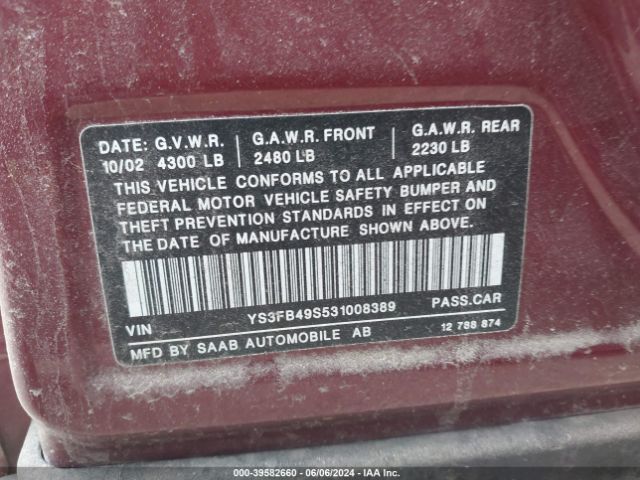 DATE: G.V.W.R. G.A.W.R. FRONT G.A.W.R. REAR
10/02 4300 LB 2480 LB 2230 LB
THIS VEHICLE CONFORMS TO ALL APPLICABLE
FEDERAL MOTOR VEHICLE SAFETY BUMPER AND
THEFT PREVENTION STANDARDS IN EFFECT ON
THE DATE OF MANUFACTURE SHOWN ABOVE.
VIN YS3FB49S531008389 PASS.CAR
MFD BY SAAB AUTOMOBILE AB 12 788 874
000-39582660 - 06/06/2024 - IAA Inc.